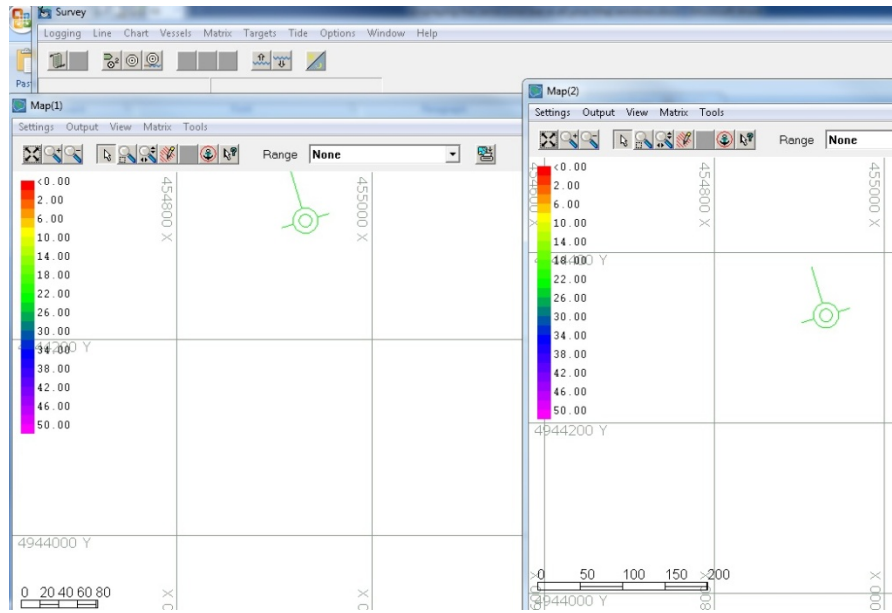 Survey
Logging Line Chart Vessels Matrix Targets Tide Options Window Help
Pas
Map(1)
Settings Output View Matrix Tools
Range None
<0.00
2.00
6.00
10.00
14.00
18.00
22.00
26.00
30.00
34.00
38.00
42.00
46.00
50.00
454800 X
455000 X
4944200 Y
4944000 Y
0 20 40 60 80
Map(2)
Settings Output View Matrix Tools
Range None
<0.00
2.00
6.00
10.00
14.00
18.00
22.00
26.00
30.00
34.00
38.00
42.00
46.00
50.00
454800 X
455000 X
4944200 Y
4944000 Y
0 50 100 150 200